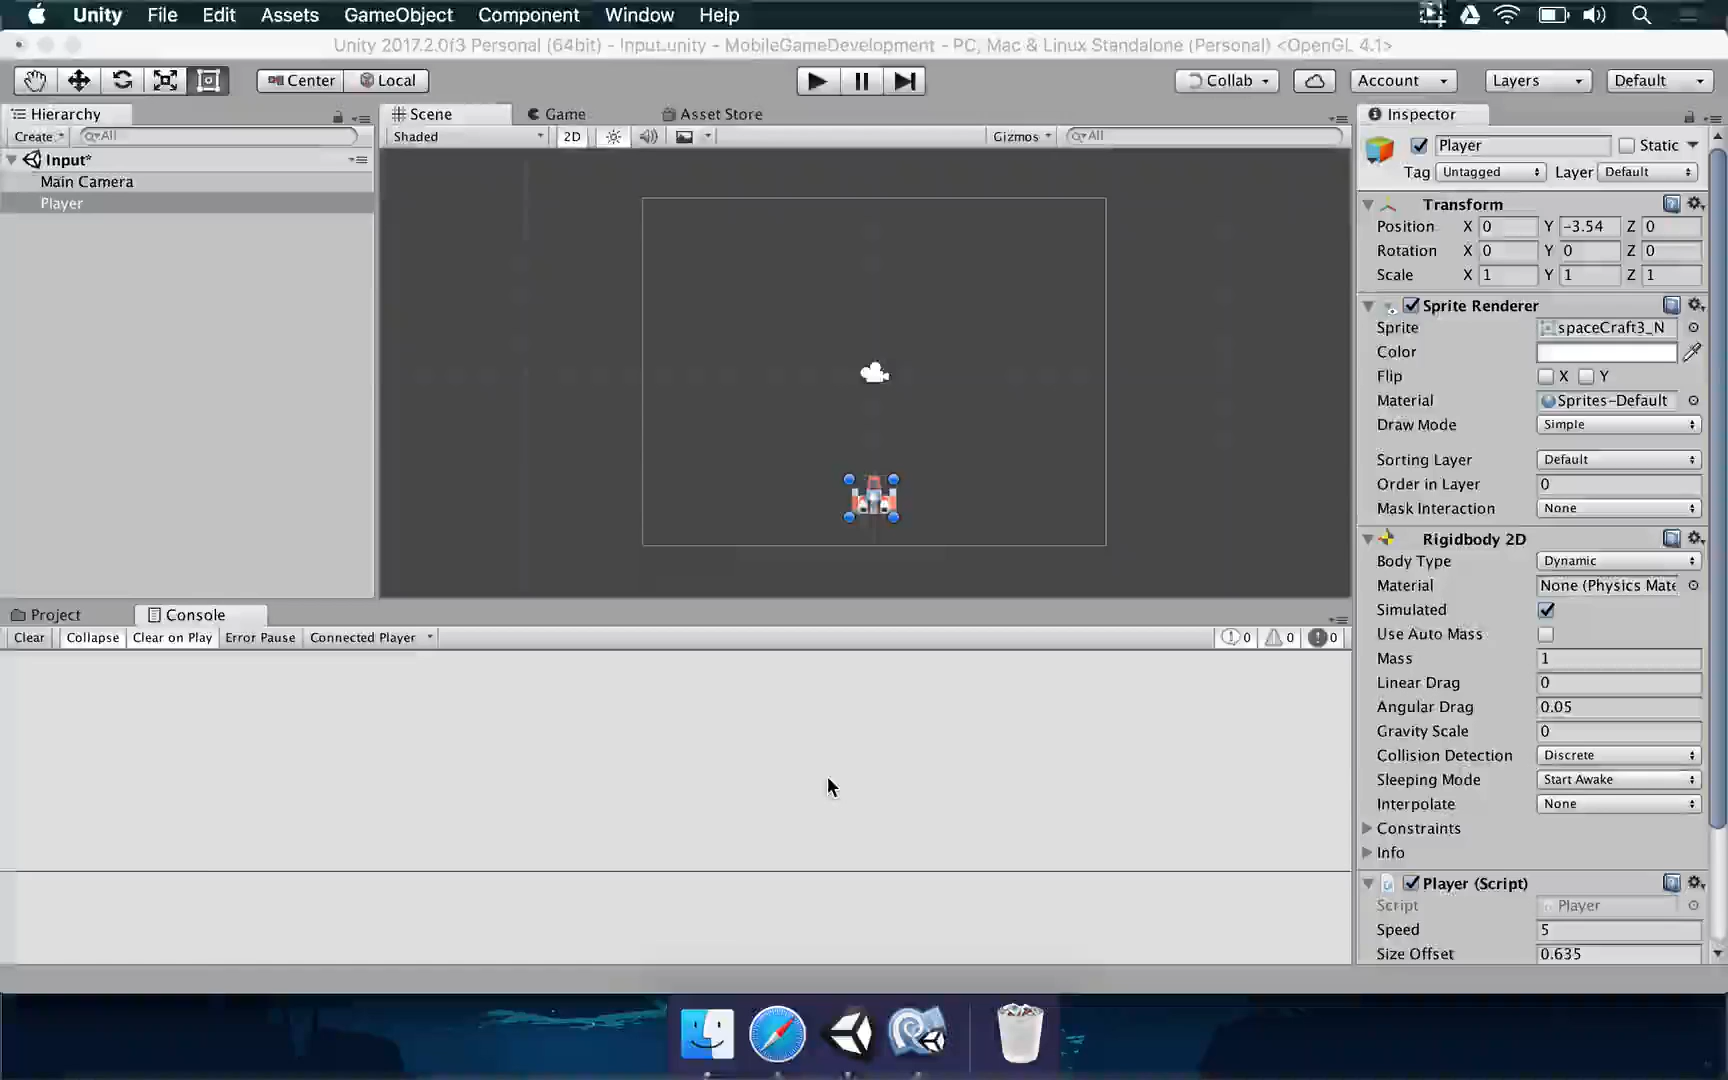 Unity File Edit Assets GameObject Component Window Help
Unity 2017.2.0f3 Personal (64bit) - Input.unity - MobileGameDevelopment - PC, Mac & Linux Standalone (Personal) <OpenGL 4.1>
Center Local Collab Account Layers Default
Hierarchy Scene Game Asset Store Inspector
Create All Shaded 2D Gizmos All
Player Static
Input*
Tag Untagged Layer Default
Main Camera
Player
Transform
Position X 0 Y -3.54 Z 0
Rotation X 0 Y 0 Z 0
Scale X 1 Y 1 Z 1
Sprite Renderer
Sprite spaceCraft3_N
Color
Flip X Y
Material Sprites-Default
Draw Mode Simple
Sorting Layer Default
Order in Layer 0
Mask Interaction None
Rigidbody 2D
Body Type Dynamic
Material None (Physics Mate
Simulated
Use Auto Mass
Mass 1
Linear Drag 0
Angular Drag 0.05
Gravity Scale 0
Collision Detection Discrete
Sleeping Mode Start Awake
Interpolate None
Constraints
Info
Player (Script)
Script Player
Speed 5
Size Offset 0.635
Project Console
Clear Collapse Clear on Play Error Pause Connected Player 0 0 0